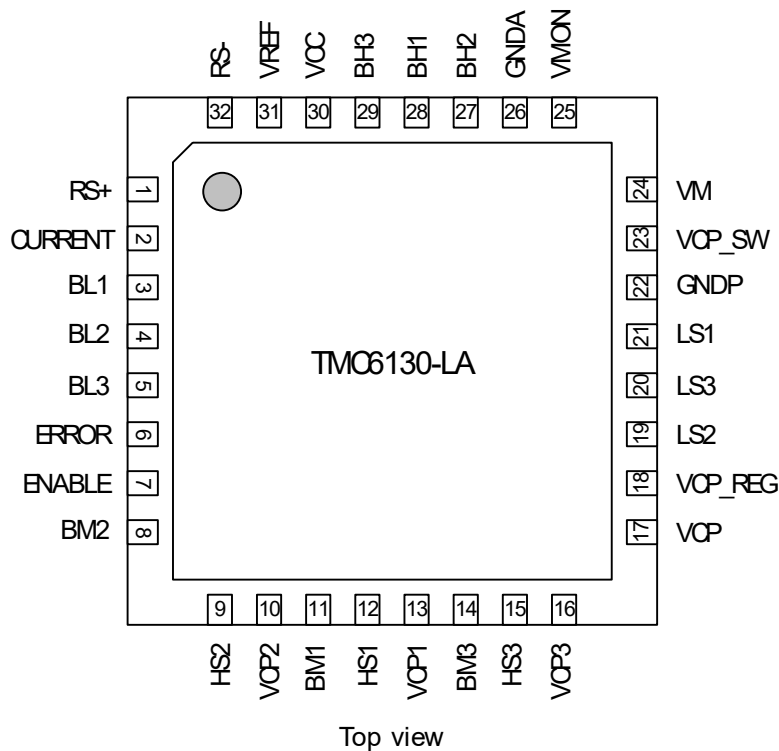 RS-
VREF
VCC
BH3
BH1
BH2
GNDA
VMON
32 31 30 29 28 27 26 25
RS+ 1
CURRENT 2
BL1 3
BL2 4
BL3 5
ERROR 6
ENABLE 7
BM2 8
TMC6130-LA
24 VM
23 VCP_SW
22 GNDP
21 LS1
20 LS3
19 LS2
18 VCP_REG
17 VCP
9 10 11 12 13 14 15 16
HS2
VCP2
BM1
HS1
VCP1
BM3
HS3
VCP3
Top view